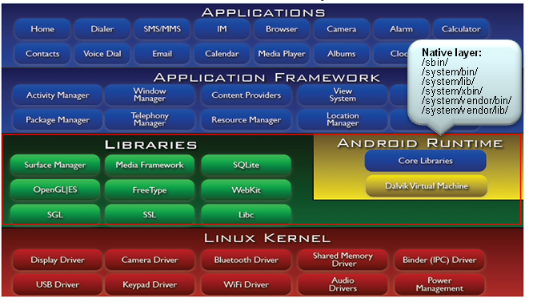 APPLICATIONS
Home Dialer SMS/MMS IM Browser Camera Alarm Calculator
Contacts Voice Dial Email Calendar Media Player Albums
Native layer:
/sbin/
/system/bin/
/system/lib/
/system/xbin/
/system/vendor/bin/
/system/vendor/lib/
APPLICATION FRAMEWORK
Activity Manager Window Manager Content Providers View System
Package Manager Telephony Manager Resource Manager Location Manager
LIBRARIES
Surface Manager Media Framework SQLite
OpenGL|ES FreeType WebKit
SGL SSL Libc
ANDROID RUNTIME
Core Libraries
Dalvik Virtual Machine
LINUX KERNEL
Display Driver Camera Driver Bluetooth Driver Shared Memory Driver Binder (IPC) Driver
USB Driver Keypad Driver WiFi Driver Audio Drivers Power Management